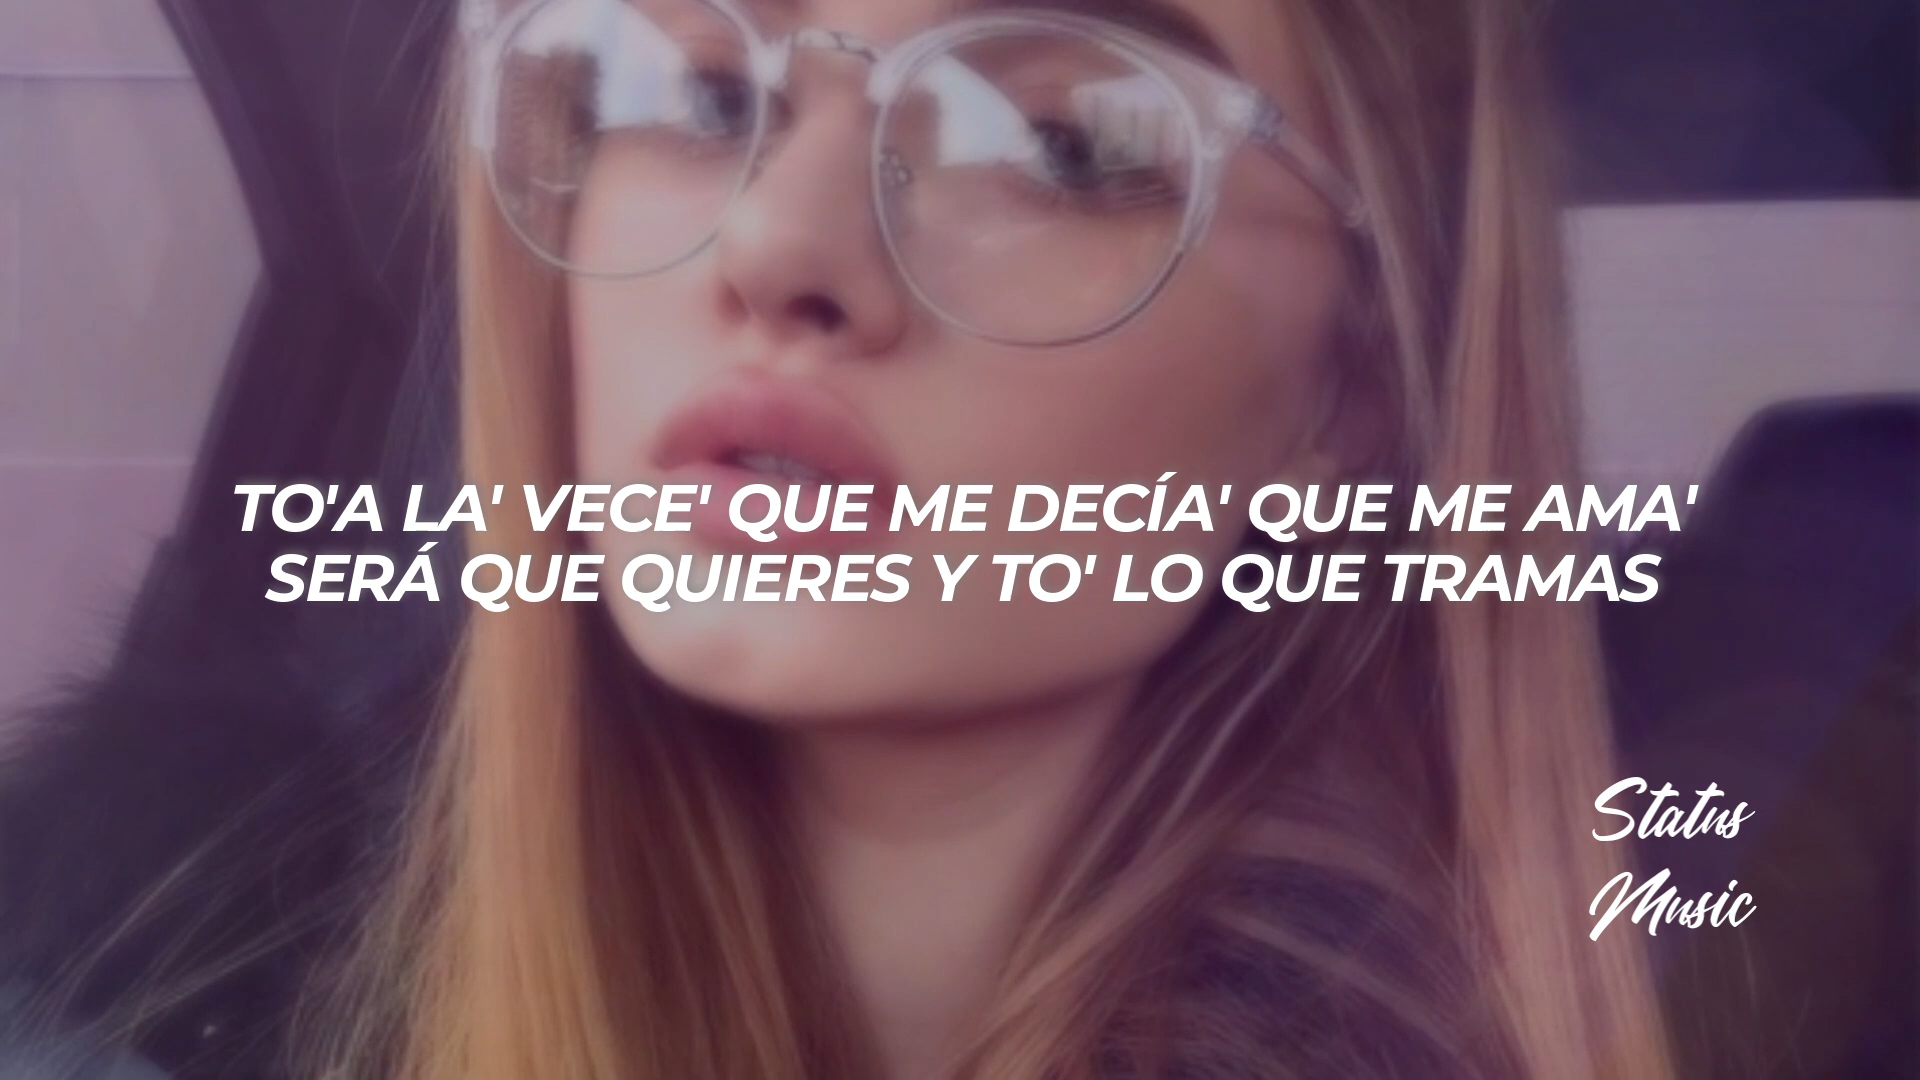 TO'A LA' VECE' QUE ME DECÍA' QUE ME AMA'
SERÁ QUE QUIERES Y TO' LO QUE TRAMAS
Status
Music